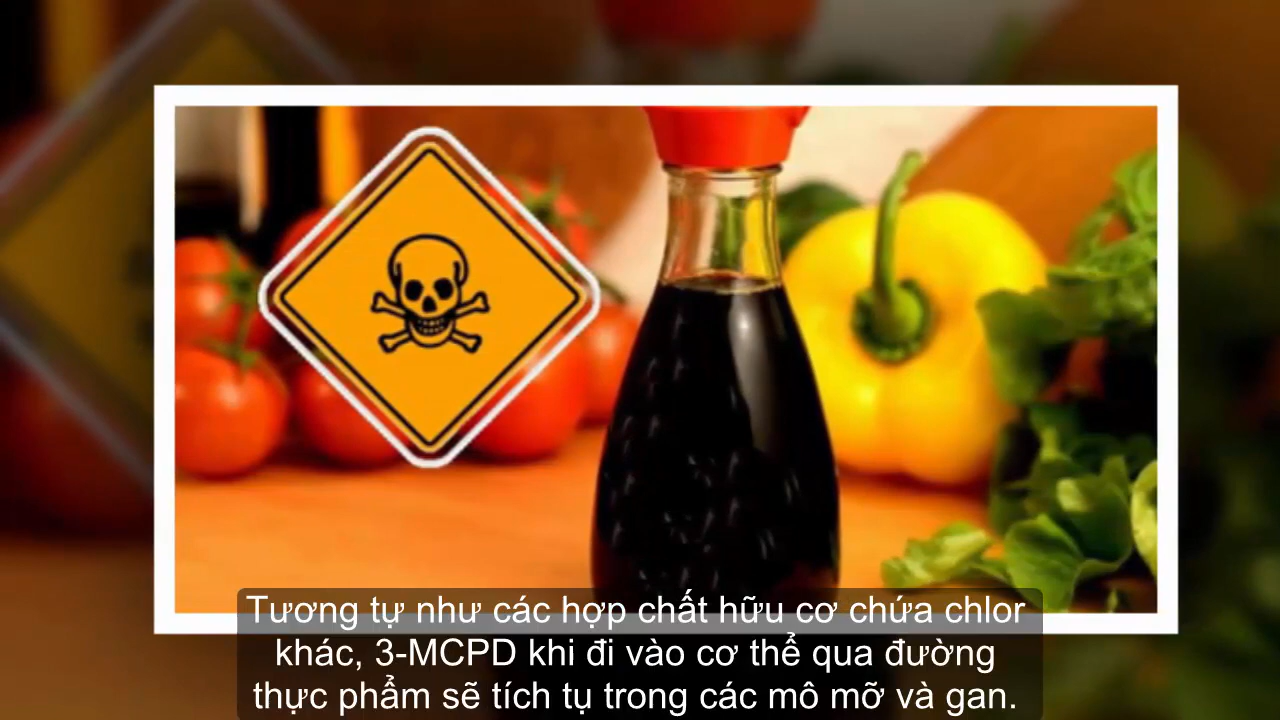 Tương tự như các hợp chất hữu cơ chứa chlor
khác, 3-MCPD khi đi vào cơ thể qua đường
thực phẩm sẽ tích tụ trong các mô mỡ và gan.